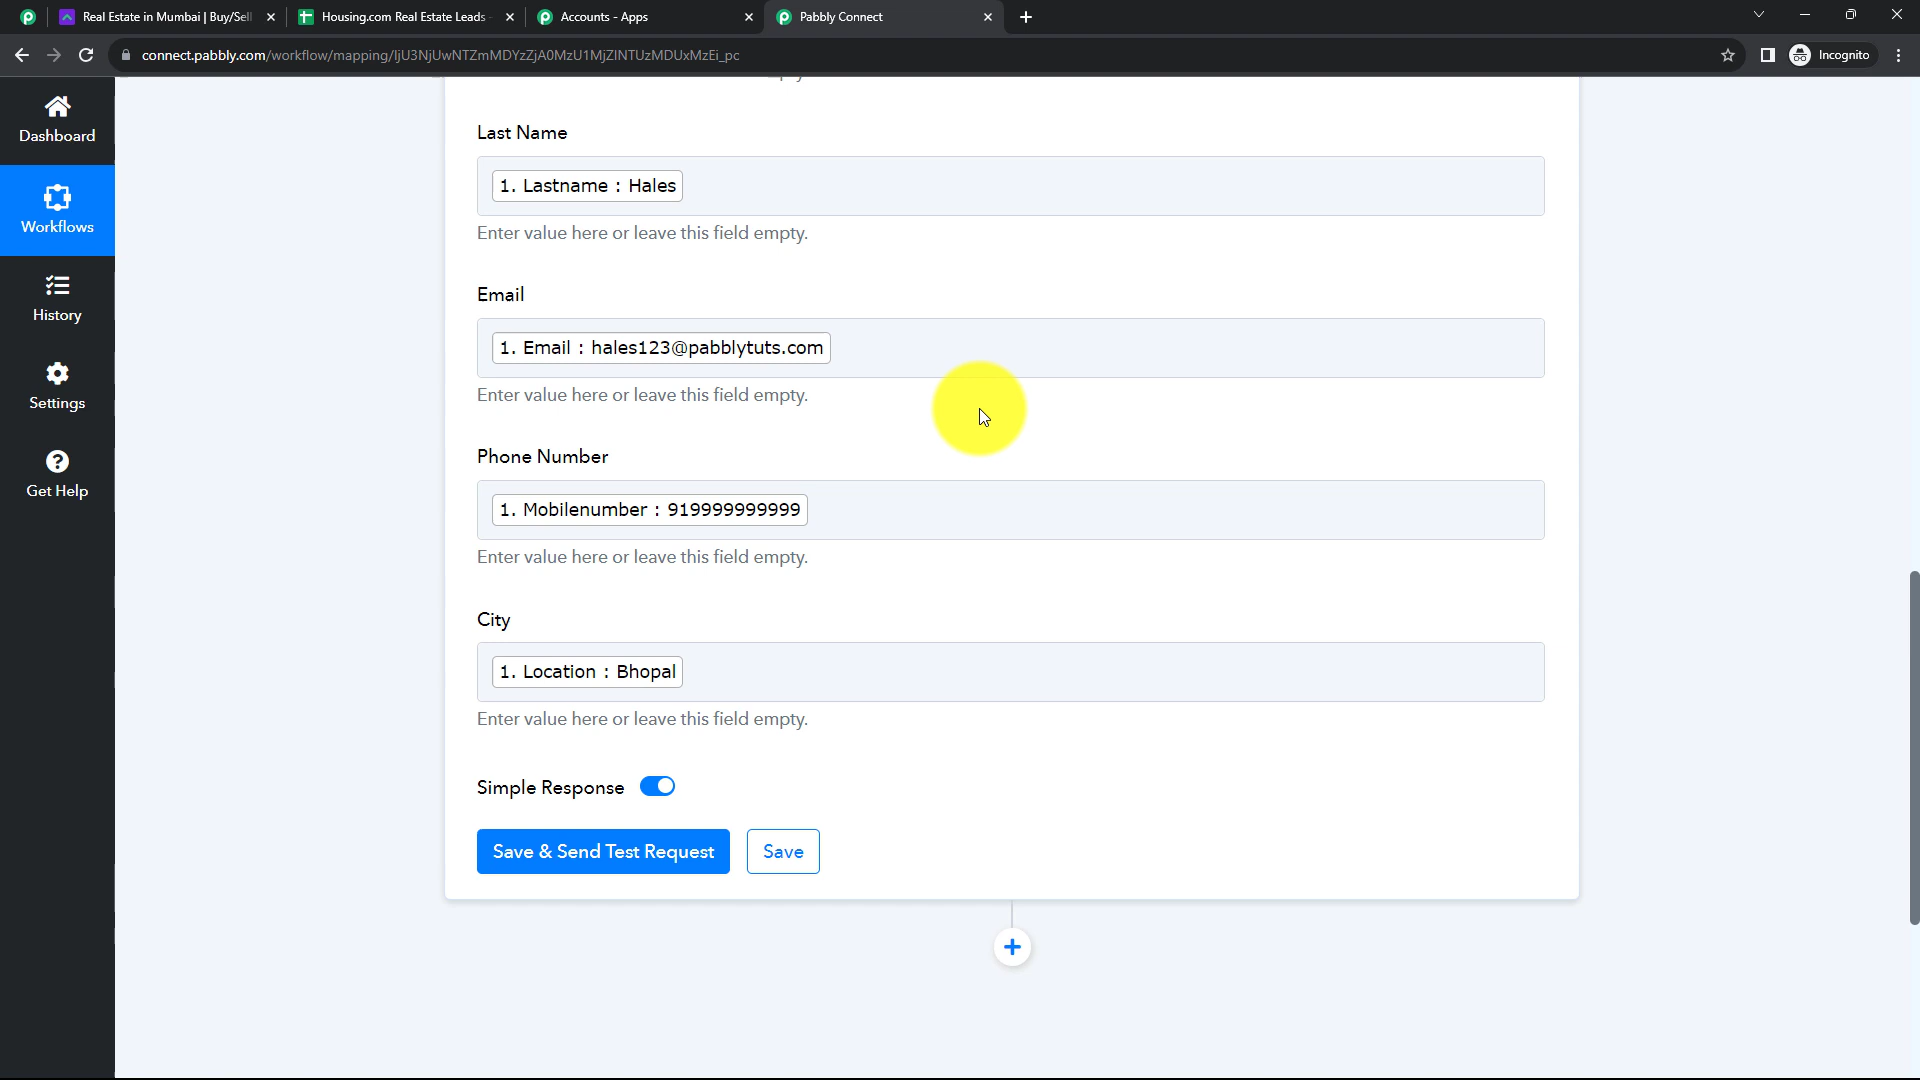 Real Estate in Mumbai | Buy/Sell
Housing.com Real Estate Leads
Accounts - Apps
Pabbly Connect
connect.pabbly.com/workflow/mapping/IjU3NjUwNTZmMDYzZjA0MzU1MjZlNTUzMDUxMzEi_pc
Incognito
Dashboard
Workflows
History
Settings
Get Help
Last Name
1. Lastname : Hales
Enter value here or leave this field empty.
Email
1. Email : hales123@pabblytuts.com
Enter value here or leave this field empty.
Phone Number
1. Mobilenumber : 919999999999
Enter value here or leave this field empty.
City
1. Location : Bhopal
Enter value here or leave this field empty.
Simple Response
Save & Send Test Request
Save